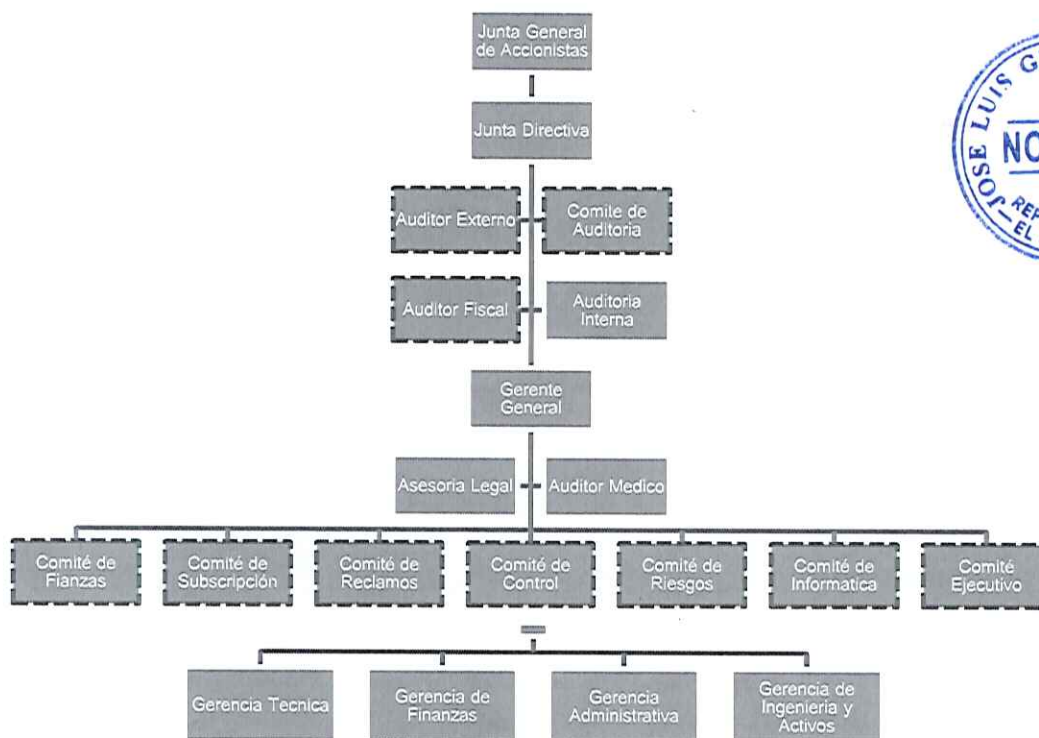 Junta General
de Accionistas
JOSE LUIS G
NO
REP
EL
Junta Directiva
Auditor Externo
Comite de
Auditoria
Auditor Fiscal
Auditoria
Interna
Gerente
General
Asesoria Legal
Auditor Medico
Comité de
Fianzas
Comité de
Subscripción
Comité de
Reclamos
Comité de
Control
Comité de
Riesgos
Comité de
Informatica
Comité
Ejecutivo
Gerencia Tecnica
Gerencia de
Finanzas
Gerencia
Administrativa
Gerencia de
Ingenieria y
Activos